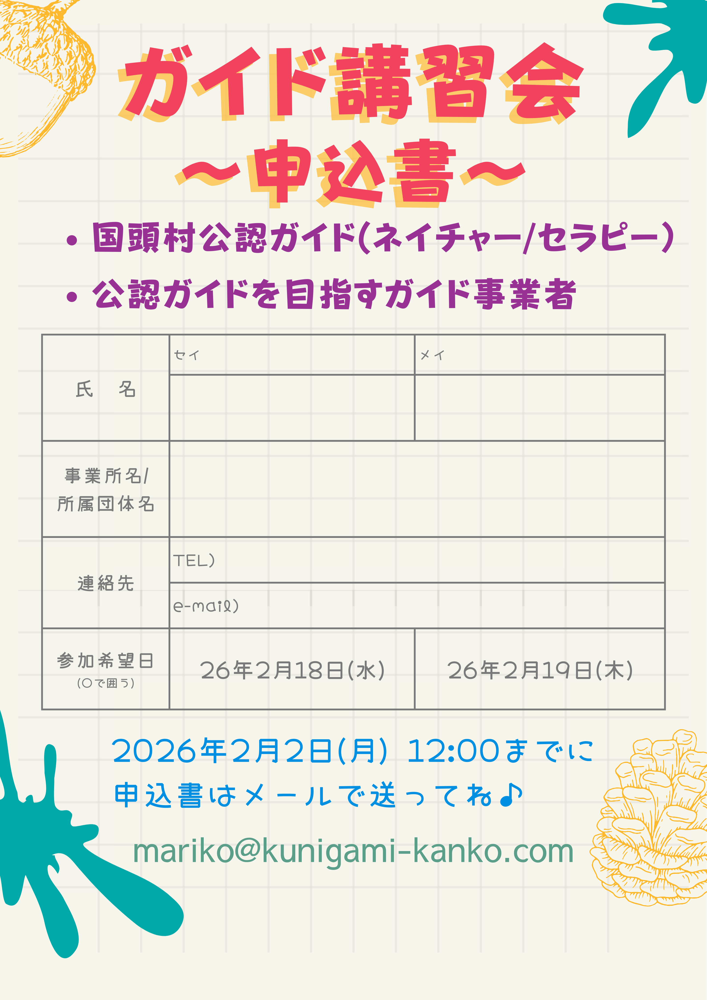 ガイド講習会
～申込書～
• 国頭村公認ガイド(ネイチャー/セラピー)
• 公認ガイドを目指すガイド事業者
セイ
メイ
氏　名
事業所名/
所属団体名
TEL)
連絡先
e-mail)
参加希望日
(〇で囲う)
26年2月18日(水)
26年2月19日(木)
2026年2月2日(月) 12:00までに
申込書はメールで送ってね♪
mariko@kunigami-kanko.com